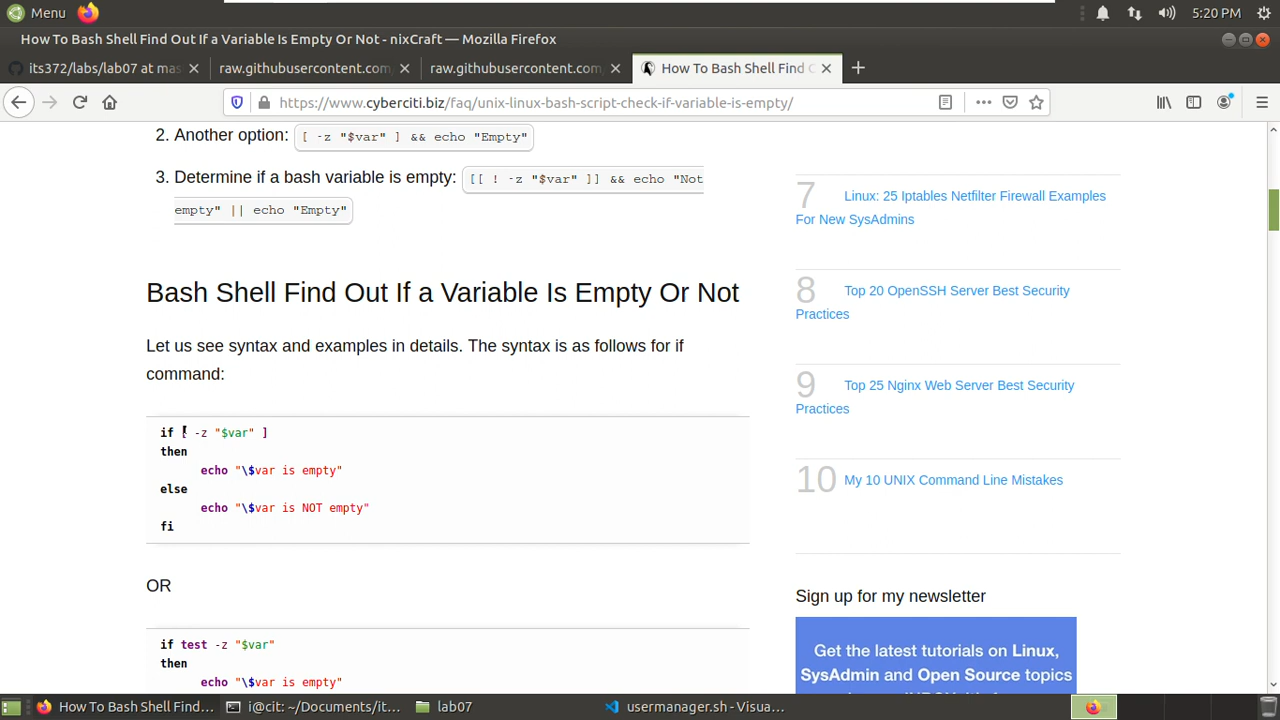 Menu
5:20 PM
How To Bash Shell Find Out If a Variable Is Empty Or Not - nixCraft — Mozilla Firefox
its372/labs/lab07 at mas
raw.githubusercontent.com
raw.githubusercontent.com
How To Bash Shell Find O
https://www.cyberciti.biz/faq/unix-linux-bash-script-check-if-variable-is-empty/
2. Another option: [ -z "$var" ] && echo "Empty"
3. Determine if a bash variable is empty: [[ ! -z "$var" ]] && echo "Not
empty" || echo "Empty"
Bash Shell Find Out If a Variable Is Empty Or Not
Let us see syntax and examples in details. The syntax is as follows for if
command:
if [ -z "$var" ]
then
echo "\$var is empty"
else
echo "\$var is NOT empty"
fi
OR
if test -z "$var"
then
echo "\$var is empty"
7 Linux: 25 Iptables Netfilter Firewall Examples
For New SysAdmins
8 Top 20 OpenSSH Server Best Security
Practices
9 Top 25 Nginx Web Server Best Security
Practices
10 My 10 UNIX Command Line Mistakes
Sign up for my newsletter
Get the latest tutorials on Linux,
SysAdmin and Open Source topics
How To Bash Shell Find...
i@cit: ~/Documents/it...
lab07
usermanager.sh - Visua...